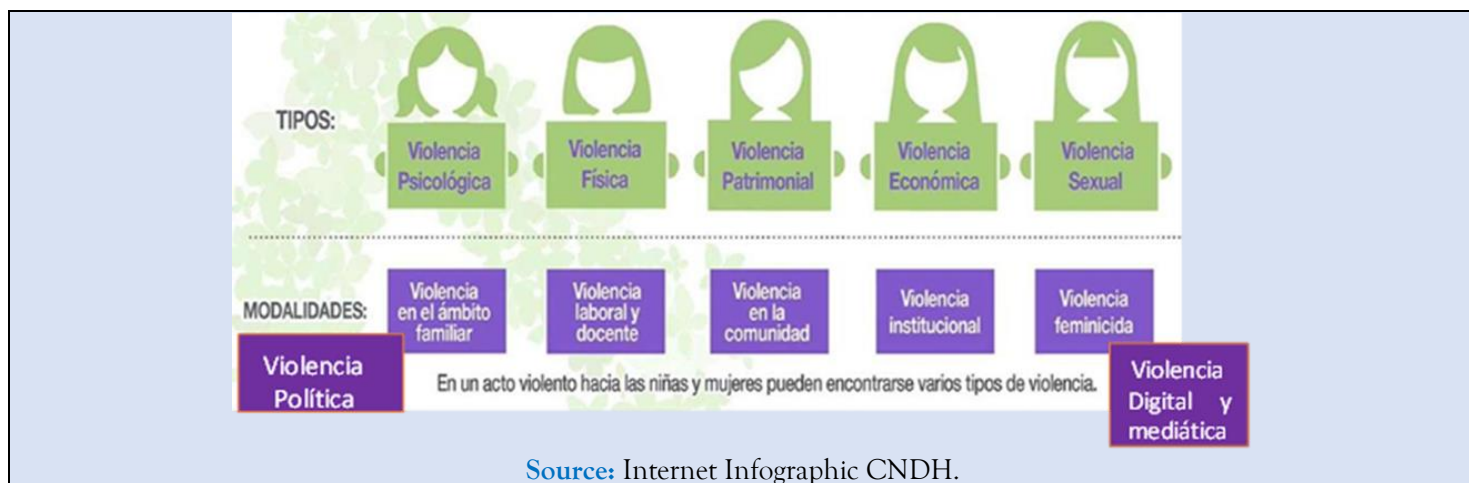 TIPOS:
Violencia
Psicológica
Violencia
Física
Violencia
Patrimonial
Violencia
Económica
Violencia
Sexual
MODALIDADES:
Violencia
en el ámbito
familiar
Violencia
laboral y
docente
Violencia
en la
comunidad
Violencia
institucional
Violencia
feminicida
Violencia
Política
En un acto violento hacia las niñas y mujeres pueden encontrarse varios tipos de violencia.
Violencia
Digital y
mediática
Source: Internet Infographic CNDH.